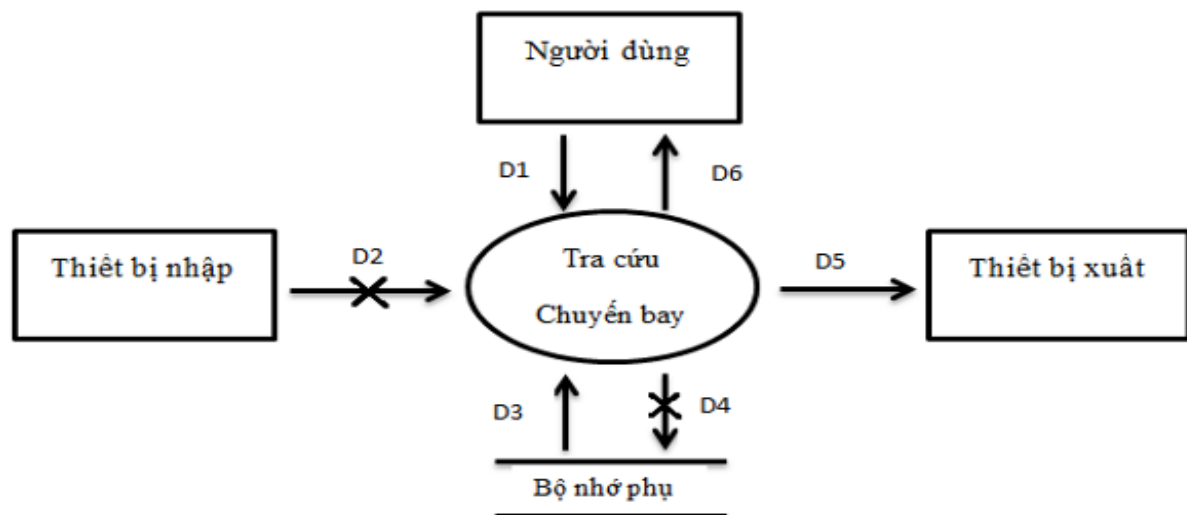 Người dùng
D1
D6
Thiết bị nhập
D2
Tra cứu
Chuyến bay
D5
Thiết bị xuất
D3
D4
Bộ nhớ phụ